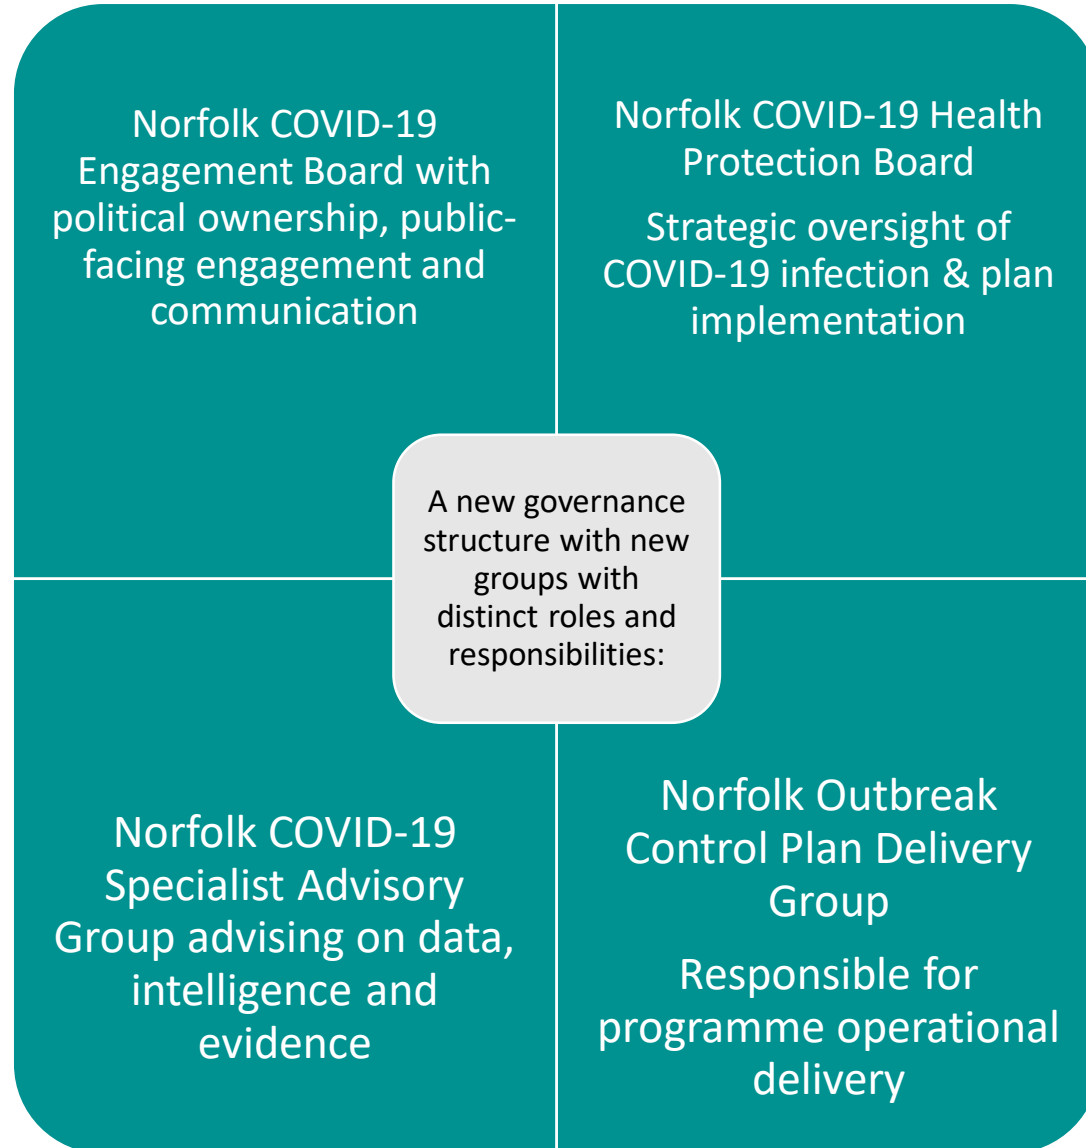 Norfolk COVID-19
Engagement Board with
political ownership, public-
facing engagement and
communication
Norfolk COVID-19 Health
Protection Board
Strategic oversight of
COVID-19 infection & plan
implementation
A new governance
structure with new
groups with
distinct roles and
responsibilities:
Norfolk COVID-19
Specialist Advisory
Group advising on data,
intelligence and
evidence
Norfolk Outbreak
Control Plan Delivery
Group
Responsible for
programme operational
delivery